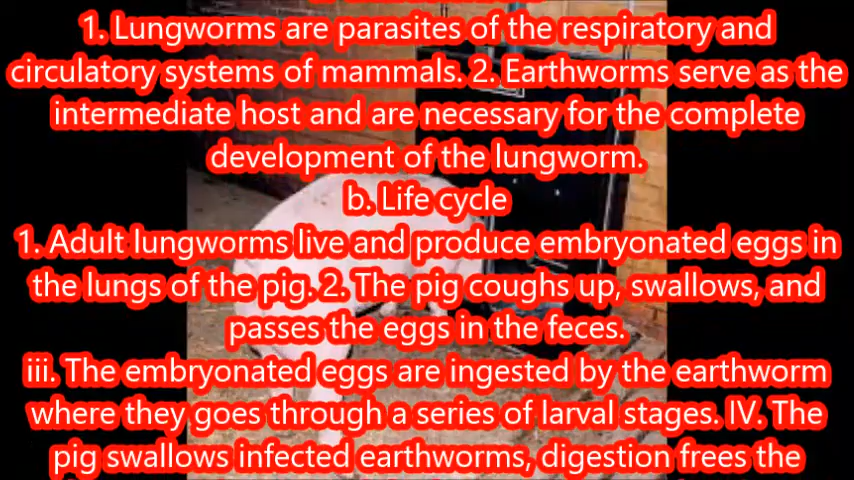 1. Lungworms are parasites of the respiratory and
circulatory systems of mammals. 2. Earthworms serve as the
intermediate host and are necessary for the complete
development of the lungworm.
b. Life cycle
1. Adult lungworms live and produce embryonated eggs in
the lungs of the pig. 2. The pig coughs up, swallows, and
passes the eggs in the feces.
iii. The embryonated eggs are ingested by the earthworm
where they goes through a series of larval stages. IV. The
pig swallows infected earthworms, digestion frees the